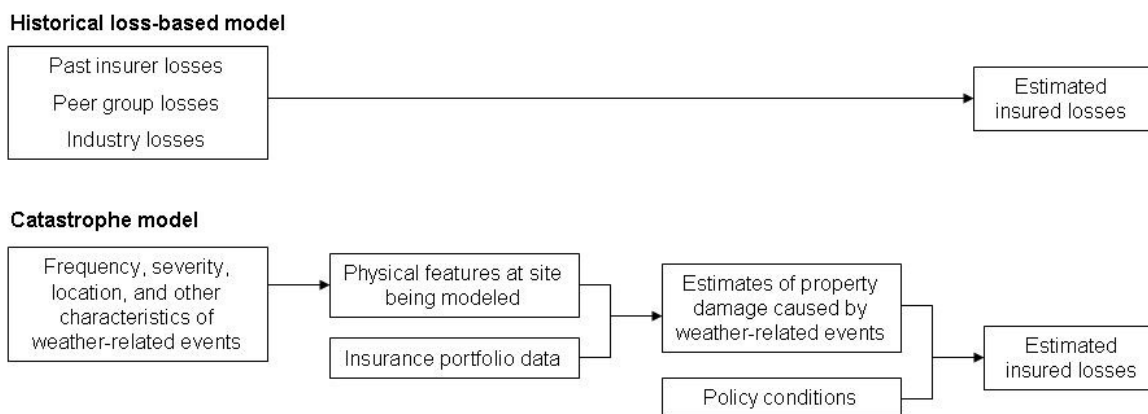 Historical loss-based model
Past insurer losses
Peer group losses
Industry losses
Estimated
insured losses
Catastrophe model
Frequency, severity,
location, and other
characteristics of
weather-related events
Physical features at site
being modeled
Insurance portfolio data
Estimates of property
damage caused by
weather-related events
Policy conditions
Estimated
insured losses